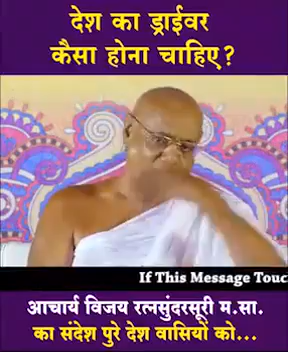 देश का ड्राईवर
कैसा होना चाहिए?
If This Message Touc
आचार्य विजय रत्नसुंदरसूरी म.सा.
का संदेश पुरे देश वासियों को...